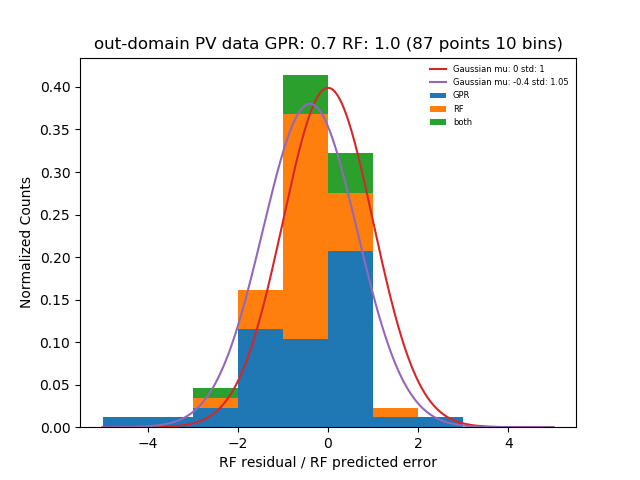 out-domain PV data GPR: 0.7 RF: 1.0 (87 points 10 bins)
Gaussian mu: 0 std: 1
Gaussian mu: -0.4 std: 1.05
GPR
RF
both
Normalized Counts
0.40
0.35
0.30
0.25
0.20
0.15
0.10
0.05
0.00
−4 −2 0 2 4
RF residual / RF predicted error